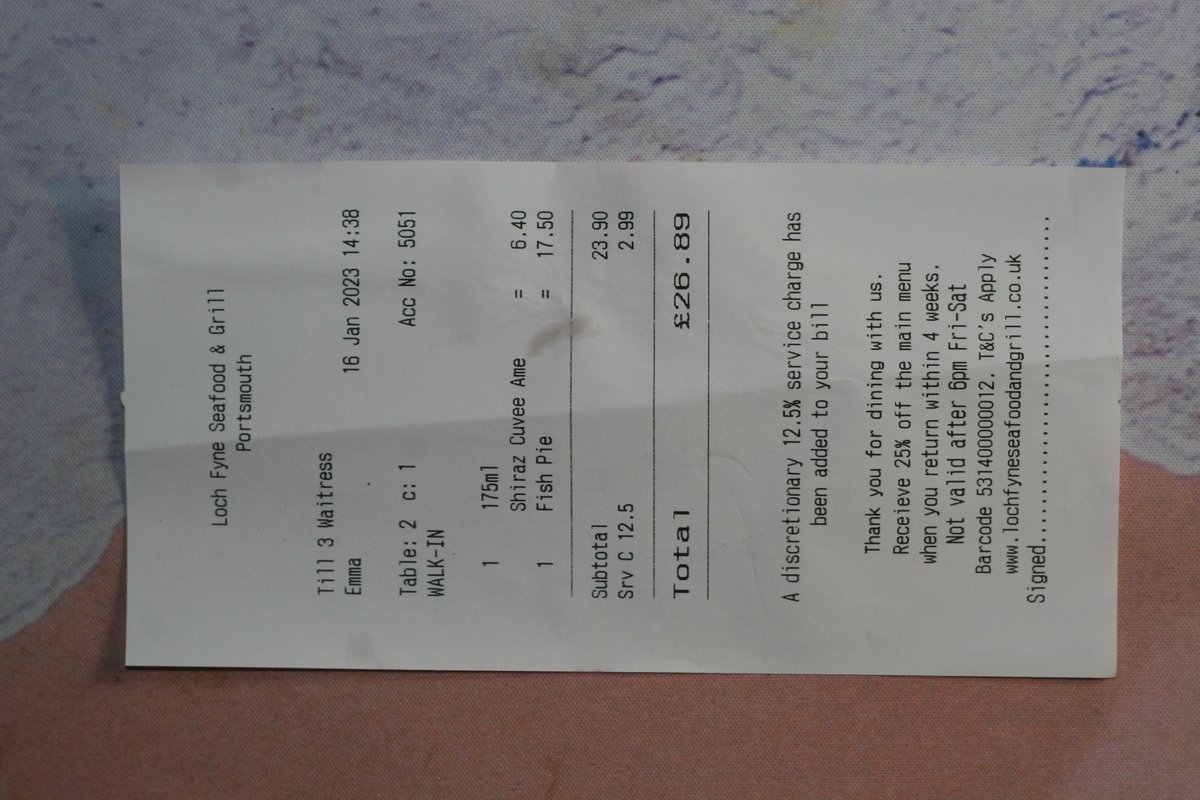 Loch Fyne Seafood & Grill
Portsmouth
Till 3 Waitress
Emma 16 Jan 2023 14:38
Table: 2 c: 1 Acc No: 5051
WALK-IN
1 175ml
Shiraz Cuvee Ame = 6.40
1 Fish Pie = 17.50
Subtotal 23.90
Srv C 12.5 2.99
Total £26.89
A discretionary 12.5% service charge has
been added to your bill
Thank you for dining with us.
Receieve 25% off the main menu
when you return within 4 weeks.
Not valid after 6pm Fri-Sat
Barcode 531400000012. T&C's Apply
www.lochfyneseafoodandgrill.co.uk
Signed........................................